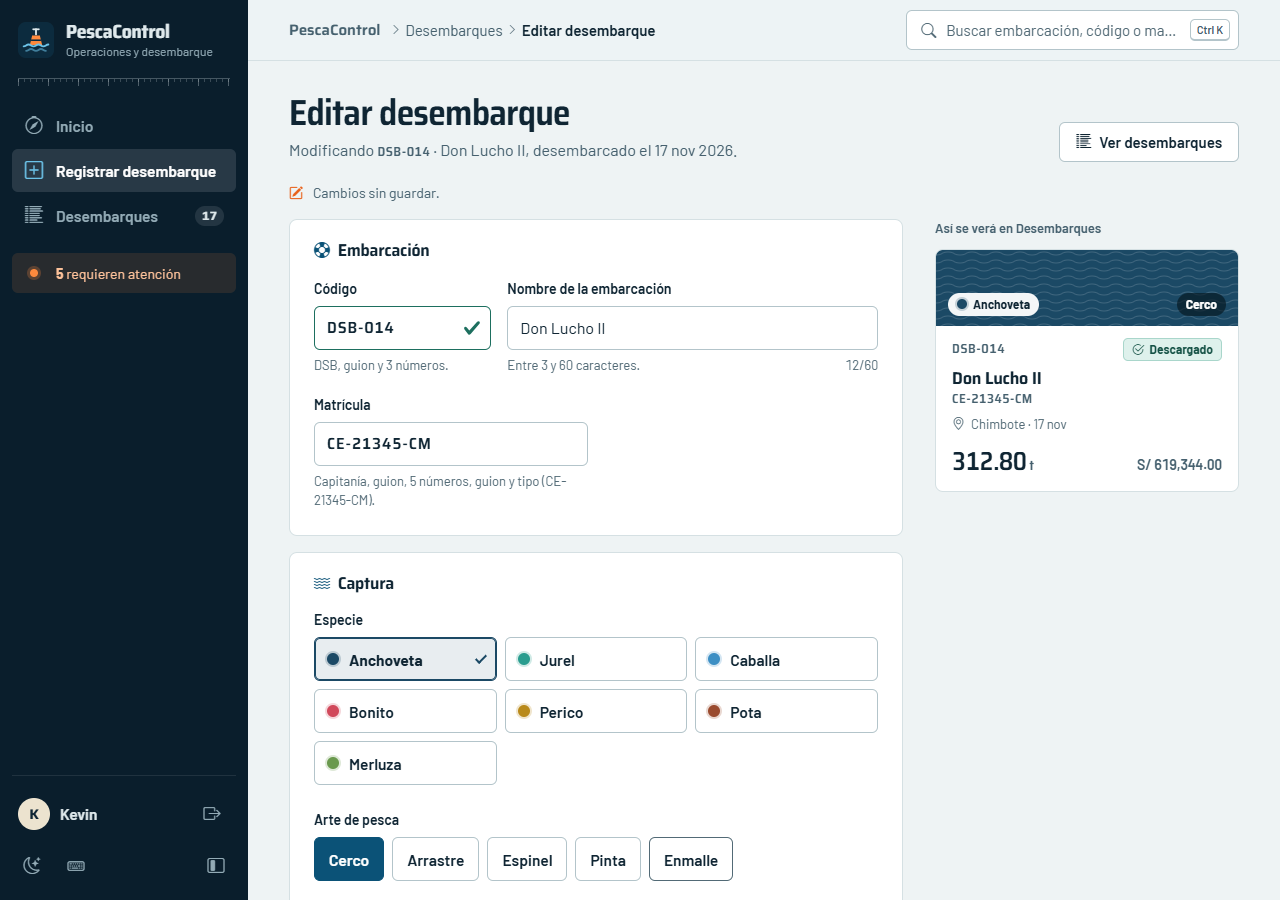 PescaControl
Operaciones y desembarque
Inicio
Registrar desembarque
Desembarques 17
5 requieren atención
K Kevin
PescaControl > Desembarques > Editar desembarque
Buscar embarcación, código o ma... Ctrl K
Editar desembarque
Modificando DSB-014 · Don Lucho II, desembarcado el 17 nov 2026.
Ver desembarques
Cambios sin guardar.
Embarcación
Código
DSB-014
DSB, guion y 3 números.
Nombre de la embarcación
Don Lucho II
Entre 3 y 60 caracteres. 12/60
Matrícula
CE-21345-CM
Capitanía, guion, 5 números, guion y tipo (CE-
21345-CM).
Captura
Especie
Anchoveta Jurel Caballa
Bonito Perico Pota
Merluza
Arte de pesca
Cerco Arrastre Espinel Pinta Enmalle
Así se verá en Desembarques
Anchoveta Cerco
DSB-014 Descargado
Don Lucho II
CE-21345-CM
Chimbote · 17 nov
312.80 t S/ 619,344.00